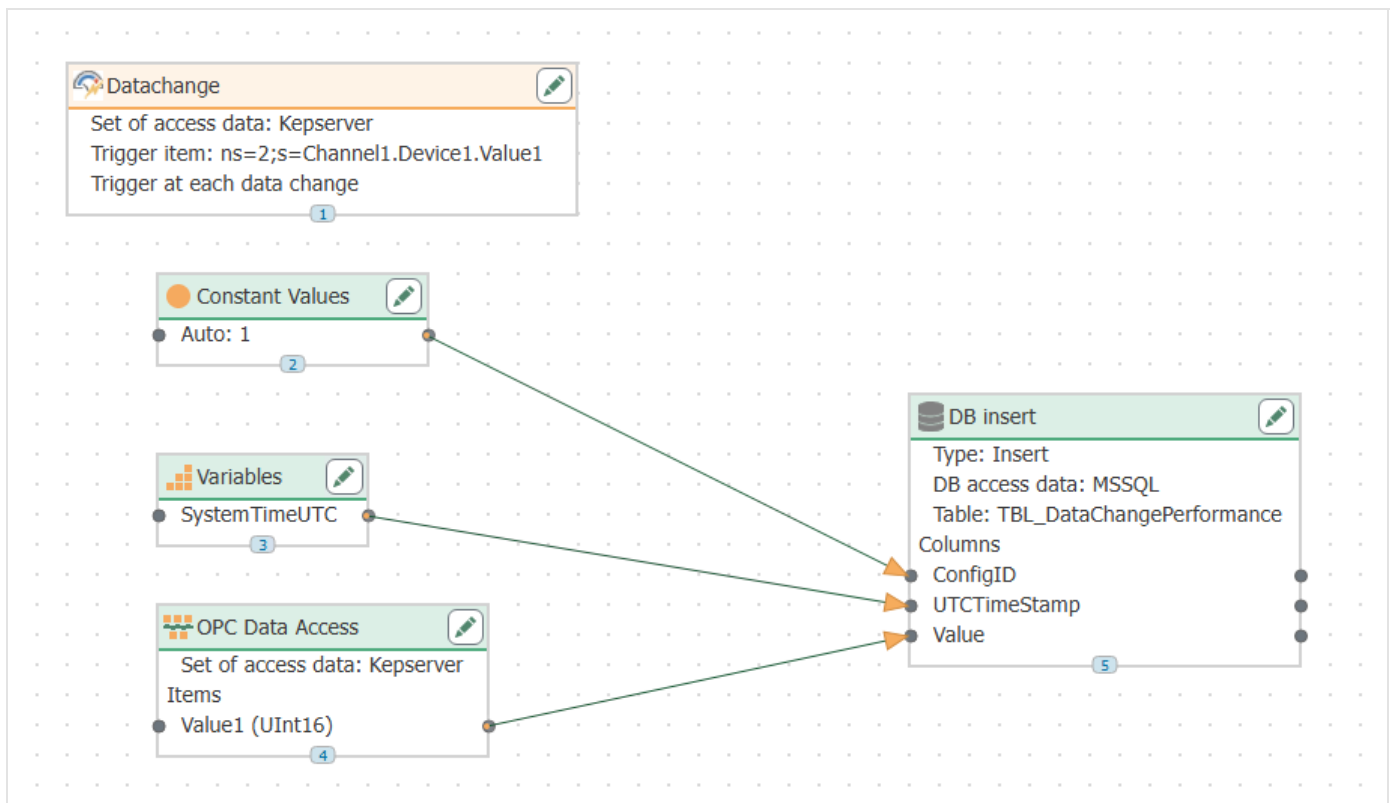 Datachange
Set of access data: Kepserver
Trigger item: ns=2;s=Channel1.Device1.Value1
Trigger at each data change
1
Constant Values
Auto: 1
2
Variables
SystemTimeUTC
3
OPC Data Access
Set of access data: Kepserver
Items
Value1 (UInt16)
4
DB insert
Type: Insert
DB access data: MSSQL
Table: TBL_DataChangePerformance
Columns
ConfigID
UTCTimeStamp
Value
5